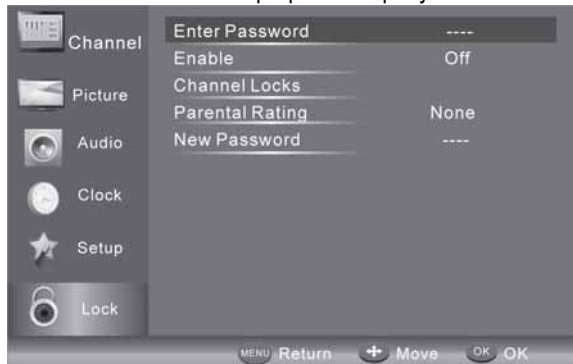 Channel
Picture
Audio
Clock
Setup
Lock
Enter Password ----
Enable Off
Channel Locks
Parental Rating None
New Password ----
MENU Return Move OK OK